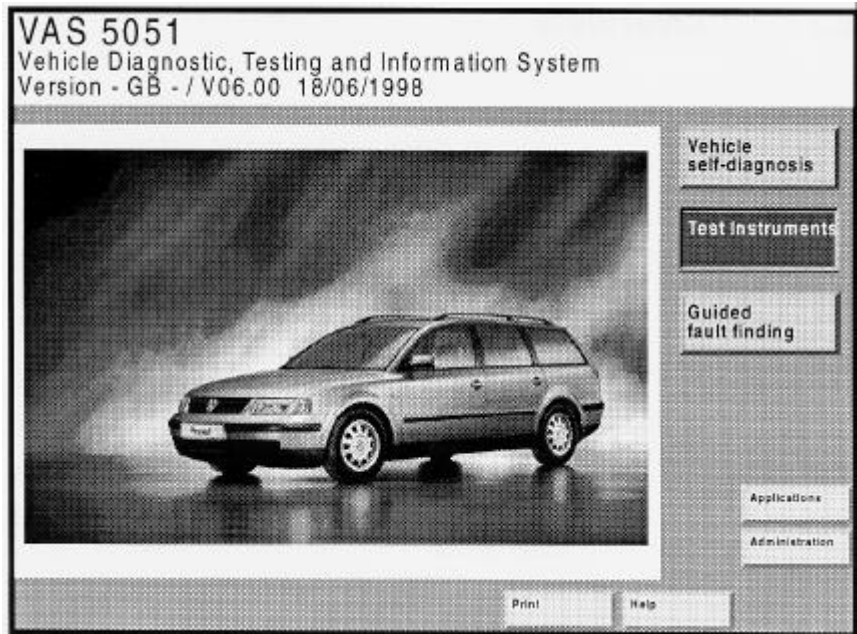 VAS 5051
Vehicle Diagnostic, Testing and Information System
Version - GB - / V06.00 18/06/1998
Vehicle
self-diagnosis
Test Instruments
Guided
fault finding
Applications
Administration
Print
Help